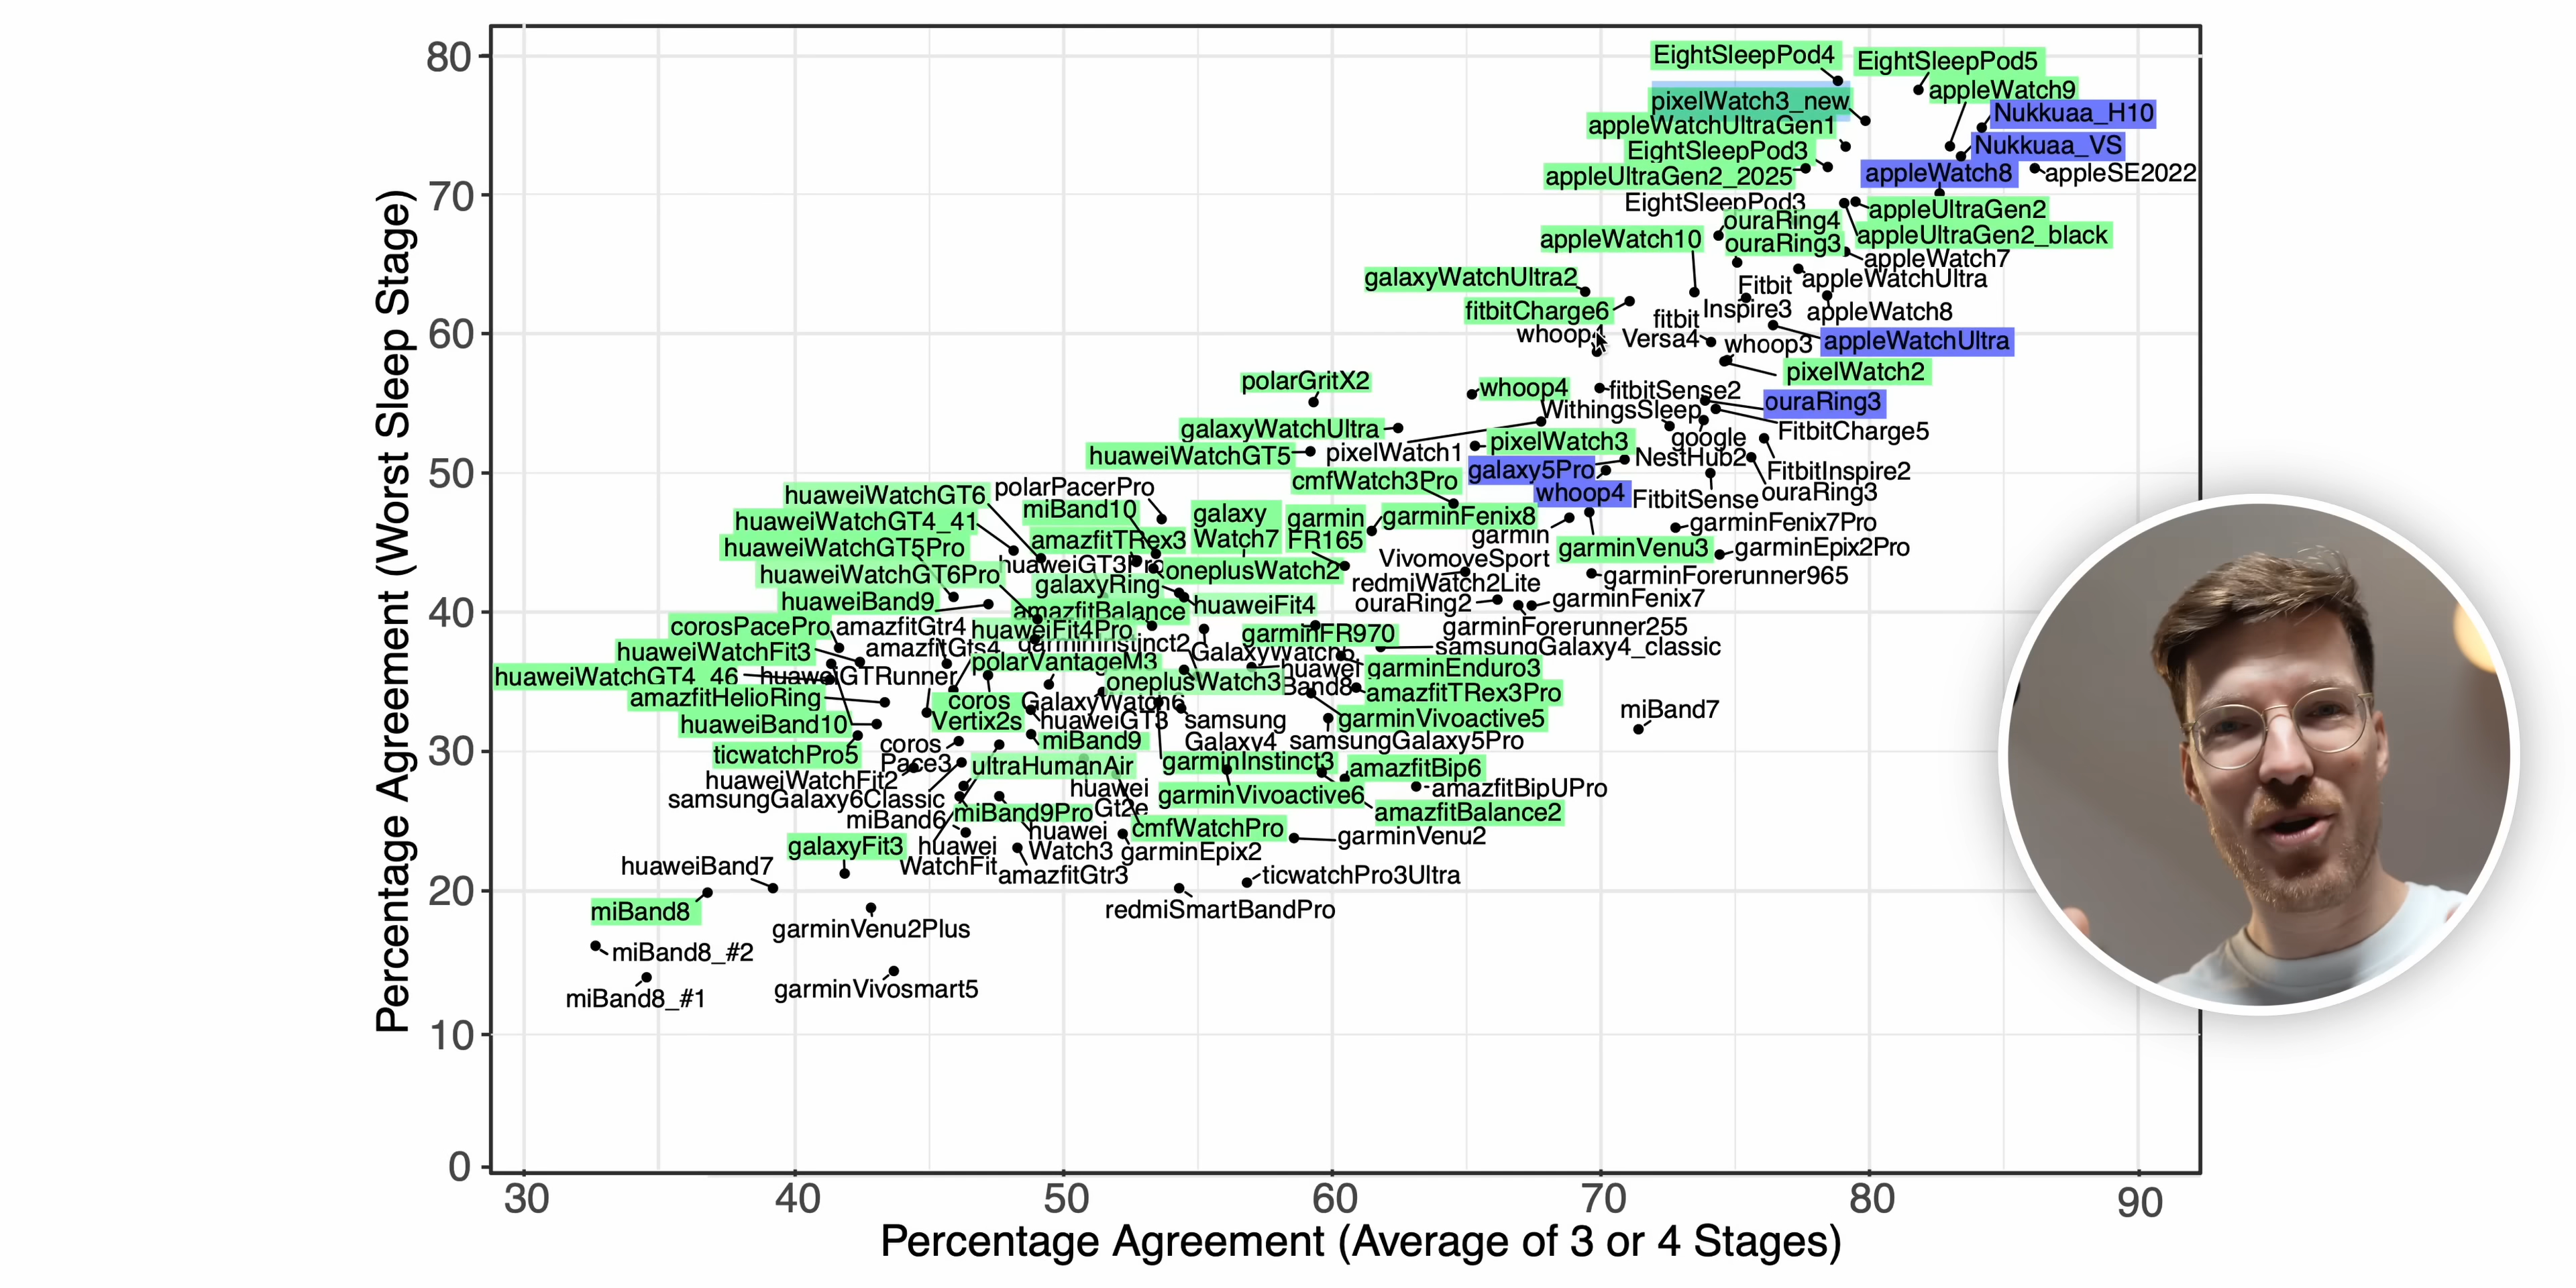 Percentage Agreement (Worst Sleep Stage)
80
70
60
50
40
30
20
10
0
EightSleepPod4
EightSleepPod5
appleWatch9
pixelWatch3_new
Nukkuaa_H10
appleWatchUltraGen1
Nukkuaa_VS
EightSleepPod3
appleWatch8
appleSE2022
appleUltraGen2_2025
EightSleepPod3
appleUltraGen2
ouraRing4
appleUltraGen2_black
appleWatch10
ouraRing3
appleWatch7
galaxyWatchUltra2
appleWatchUltra
Fitbit
Inspire3
fitbitCharge6
appleWatch8
fitbit
Versa4
whoop4
whoop3
appleWatchUltra
pixelWatch2
polarGritX2
whoop4
fitbitSense2
ouraRing3
WithingsSleep
galaxyWatchUltra
FitbitCharge5
google
NestHub2
pixelWatch3
huaweiWatchGT5
pixelWatch1
galaxy5Pro
FitbitInspire2
cmfWatch3Pro
whoop4
FitbitSense
ouraRing3
huaweiWatchGT6
polarPacerPro
miBand10
galaxy
Watch7
garmin
FR165
garminFenix8
garmin
VivomoveSport
garminFenix7Pro
huaweiWatchGT4_41
amazfitTRex3
garminVenu3
garminEpix2Pro
huaweiWatchGT5Pro
huaweiGT3Pro
oneplusWatch2
huaweiWatchGT6Pro
galaxyRing
redmiWatch2Lite
garminForerunner965
huaweiBand9
amazfitBalance
huaweiFit4
ouraRing2
garminFenix7
corosPacePro
amazfitGtr4
huaweiFit4Pro
garminFR970
garminForerunner255
huaweiWatchFit3
amazfitGts4
garminInstinct2
GalaxyWatch5
samsungGalaxy4_classic
huaweiWatchGT4_46
huaweiGTRunner
polarVantageM3
oneplusWatch3
huawei
Band8
garminEnduro3
amazfitHelioRing
coros
Vertix2s
GalaxyWatch6
amazfitTRex3Pro
huaweiBand10
huaweiGT3
samsung
Galaxy4
garminVivoactive5
miBand7
ticwatchPro5
coros
Pace3
miBand9
samsungGalaxy5Pro
huaweiWatchFit2
ultraHumanAir
garminInstinct3
amazfitBip6
samsungGalaxy6Classic
huawei
Gt2e
garminVivoactive6
amazfitBipUPro
miBand6
miBand9Pro
amazfitBalance2
galaxyFit3
huawei
WatchFit
huawei
Watch3
cmfWatchPro
garminVenu2
garminEpix2
huaweiBand7
amazfitGtr3
ticwatchPro3Ultra
miBand8
garminVenu2Plus
redmiSmartBandPro
miBand8_#2
miBand8_#1
garminVivosmart5
30 40 50 60 70 80 90
Percentage Agreement (Average of 3 or 4 Stages)